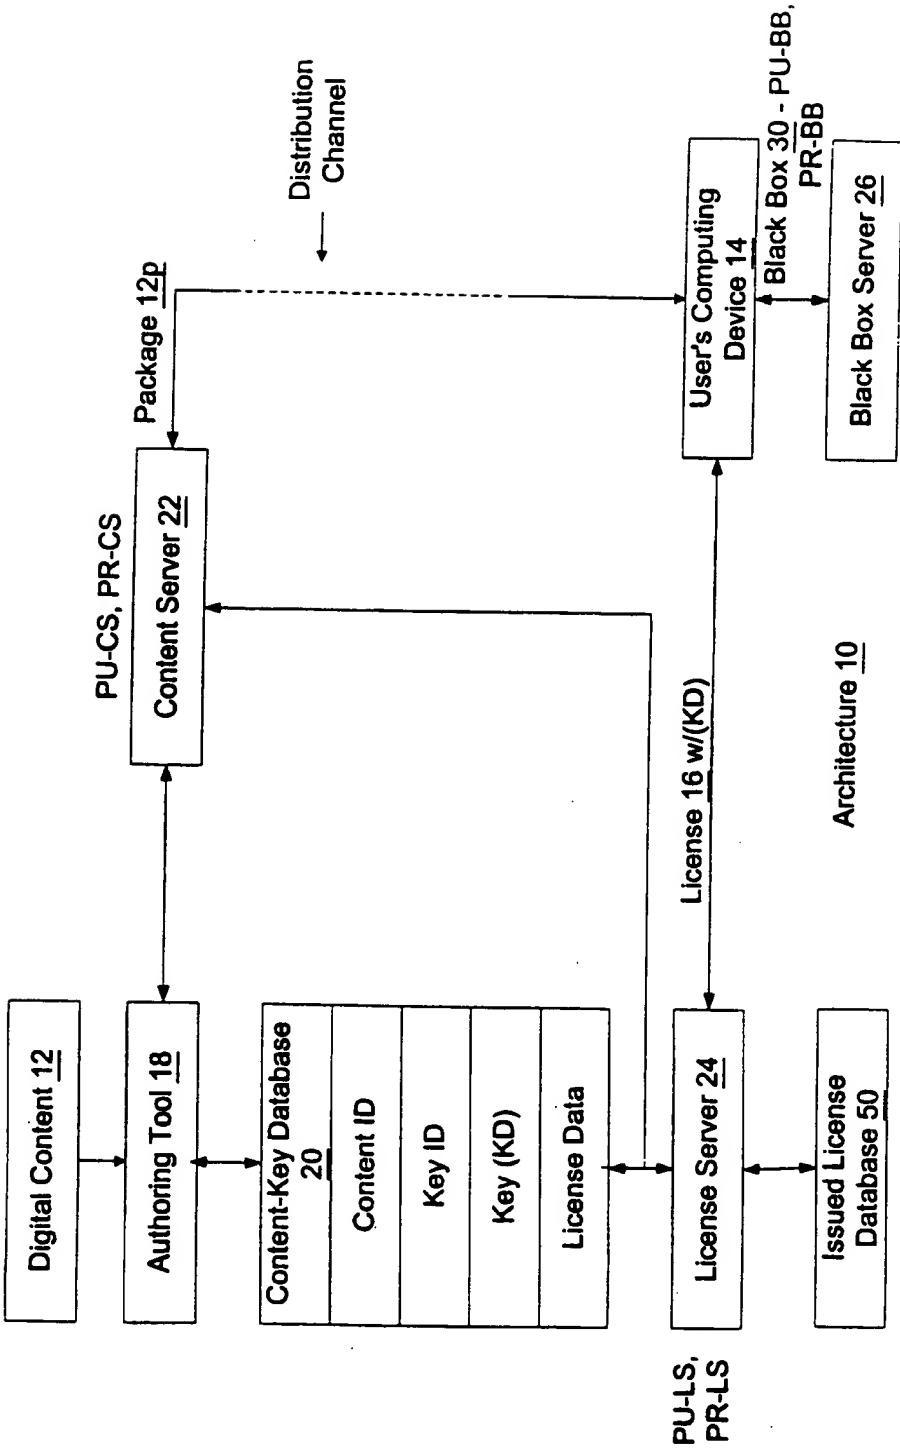 Digital Content 12
Authoring Tool 18
Content-Key Database
20
Content ID
Key ID
Key (KD)
License Data
PU-LS,
PR-LS
License Server 24
Issued License
Database 50
PU-CS, PR-CS
Content Server 22
Package 12p
Distribution
Channel
License 16 w/(KD)
User's Computing
Device 14
Black Box 30 - PU-BB,
PR-BB
Black Box Server 26
Architecture 10